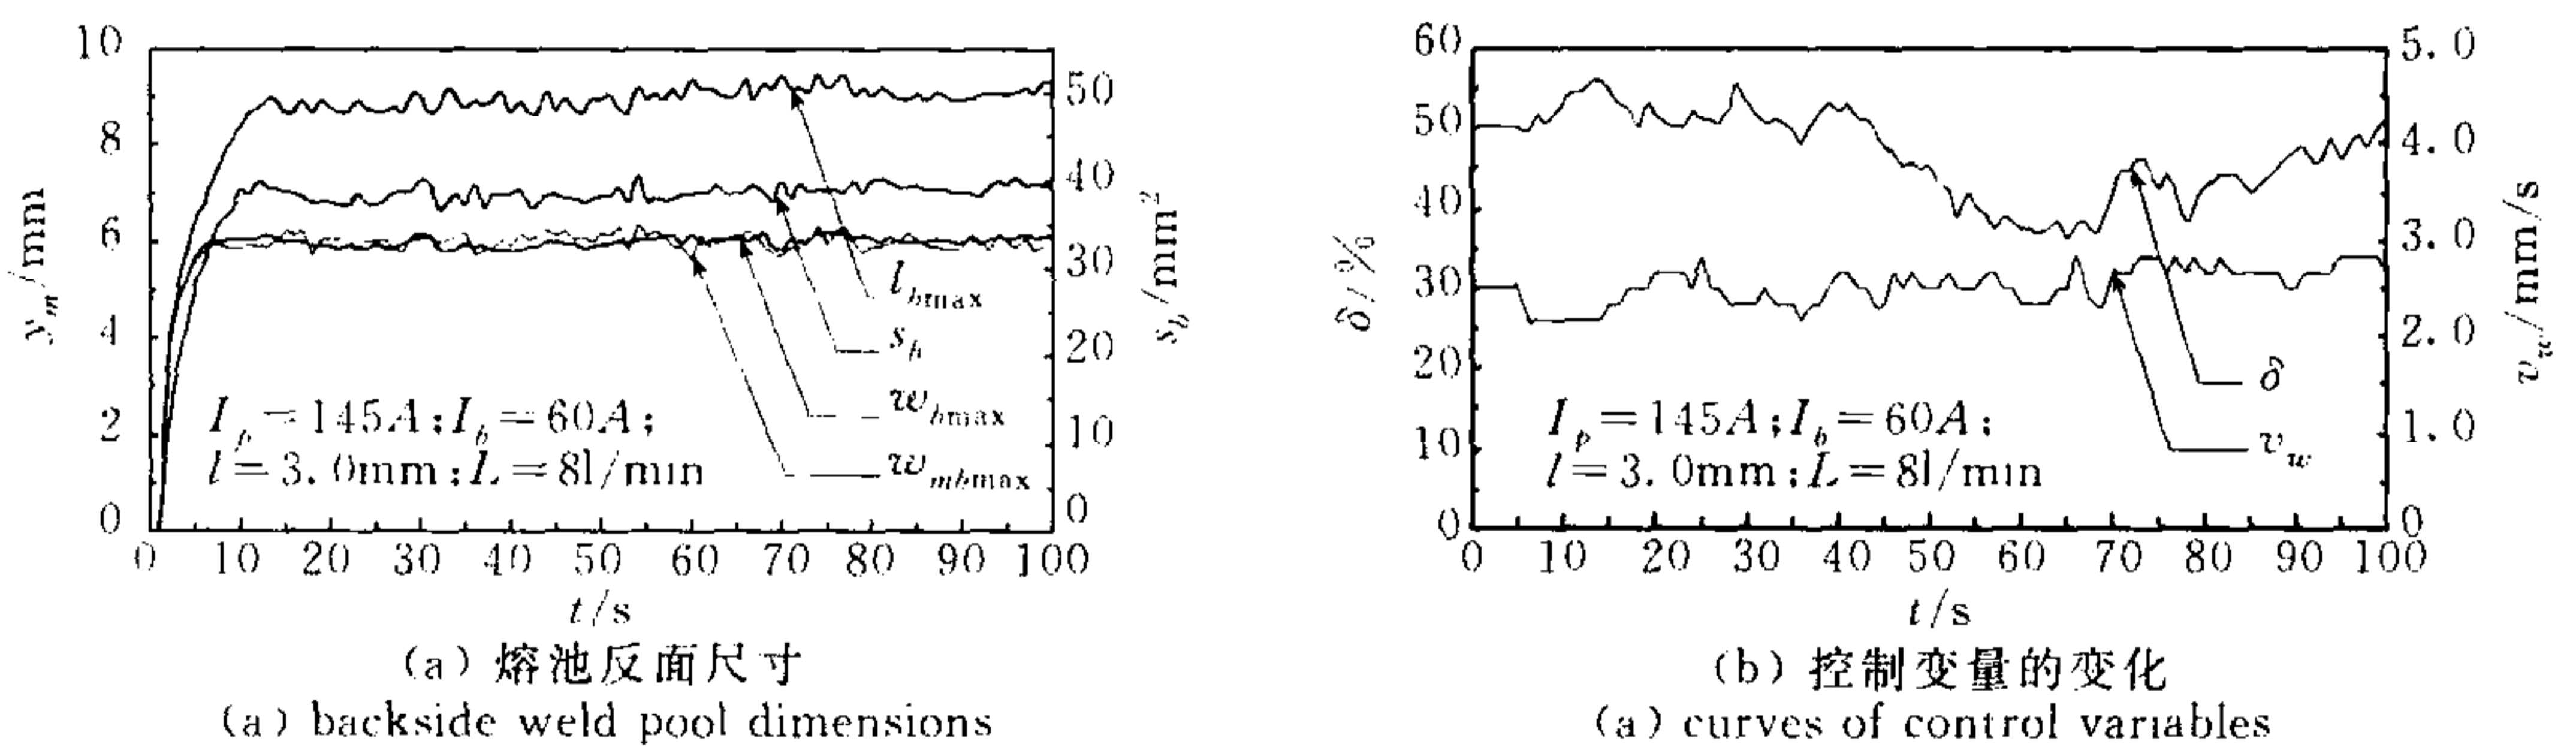 10
8
6
4
2
0
y_m/mm
50
40
30
20
10
0
s_b/mm²
l_bmax
s_b
w_bmax
w_mbmax
I_p=145A;I_b=60A;
l=3.0mm;L=8l/min
0 10 20 30 40 50 60 70 80 90 100
t/s
(a) 熔池反面尺寸
(a) backside weld pool dimensions
60
50
40
30
20
10
0
δ/%
5.0
4.0
3.0
2.0
1.0
0
v_w/mm/s
δ
v_w
I_p=145A;I_b=60A;
l=3.0mm;L=8l/min
0 10 20 30 40 50 60 70 80 90 100
t/s
(b) 控制变量的变化
(a) curves of control variables